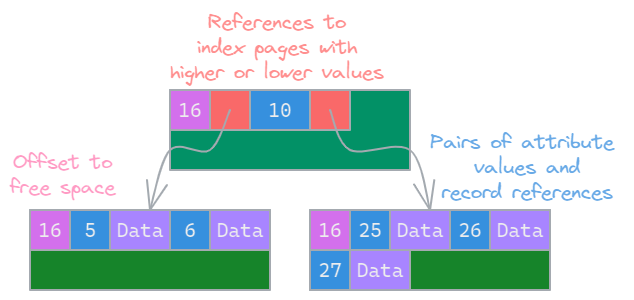 References to
index pages with
higher or lower values
16 10
Offset to
free space
Pairs of attribute
values and
record references
16 5 Data 6 Data
16 25 Data 26 Data
27 Data